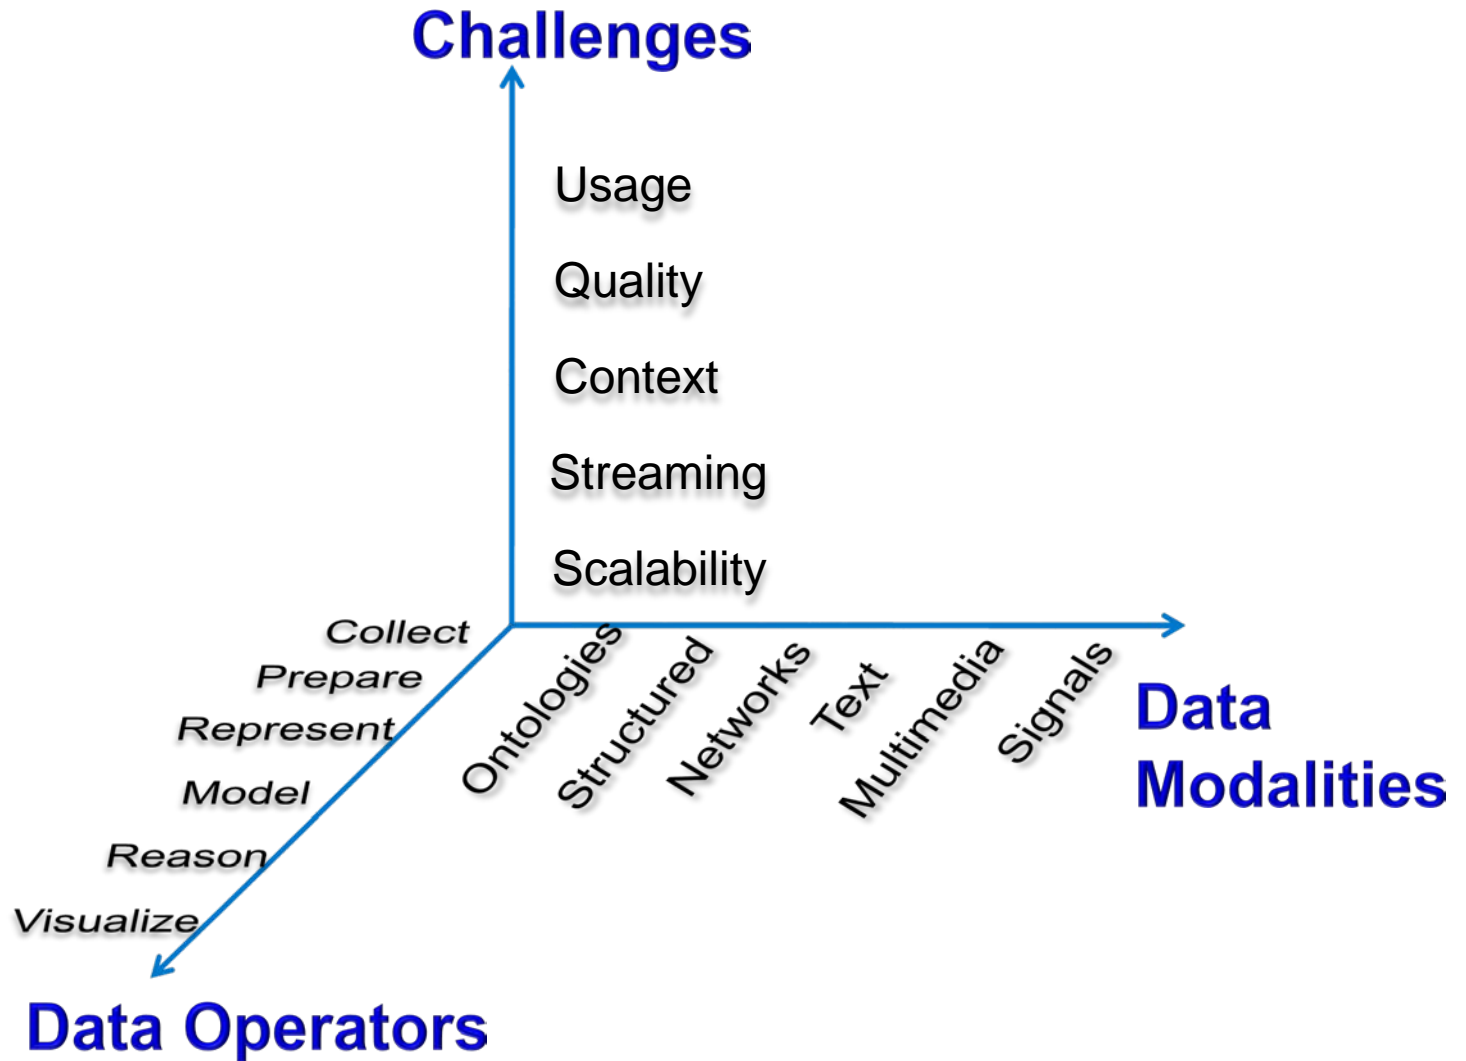 Challenges
Usage
Quality
Context
Streaming
Scalability
Collect
Prepare
Represent
Model
Reason
Visualize
Data Operators
Ontologies
Structured
Networks
Text
Multimedia
Signals
Data
Modalities